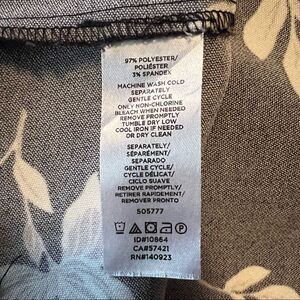 97% POLYESTER/
POLIÉSTER
3% SPANDEX
MACHINE WASH COLD
SEPARATELY
GENTLE CYCLE
ONLY NON-CHLORINE
BLEACH WHEN NEEDED
REMOVE PROMPTLY
TUMBLE DRY LOW
COOL IRON IF NEEDED
OR DRY CLEAN
SEPARATELY/
SÉPARÉMENT/
SEPARADO
GENTLE CYCLE/
CYCLE DÉLICAT/
CICLO SUAVE
REMOVE PROMPTLY/
RETIRER RAPIDEMENT/
REMOVER PRONTO
S05777
ID#10864
CA#57421
RN#140923